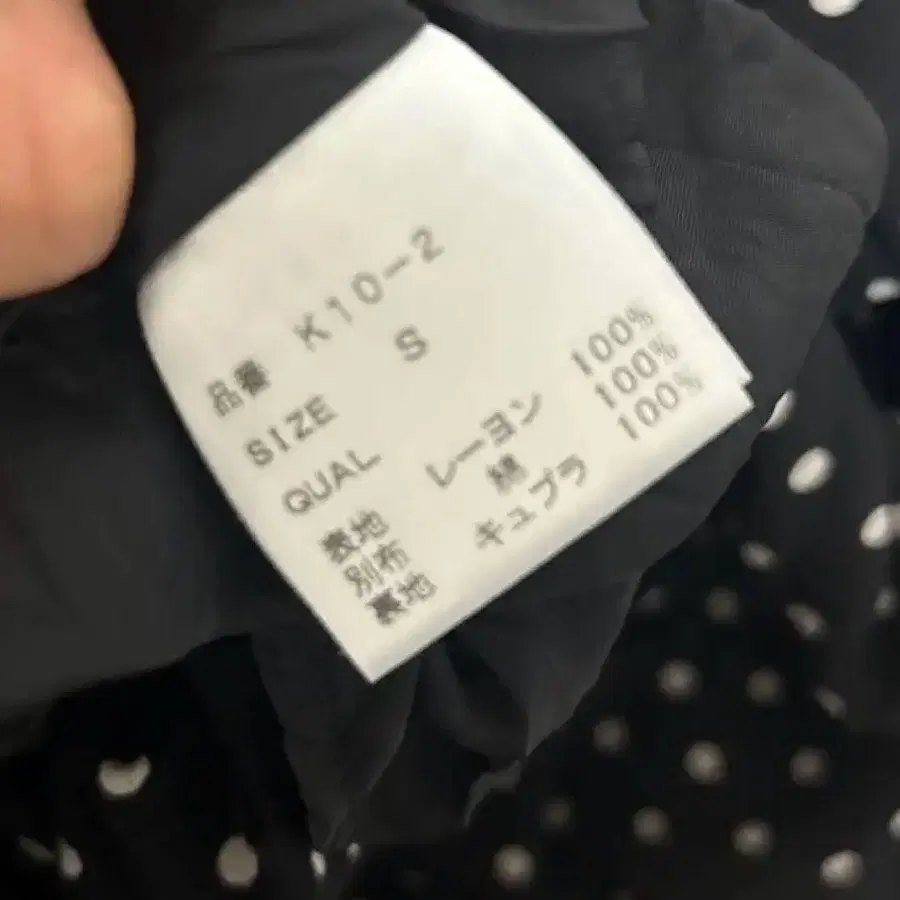 品番 K10-2
SIZE S
QUAL
表地 レーヨン 100%
別布 綿 100%
裏地 キュプラ 100%